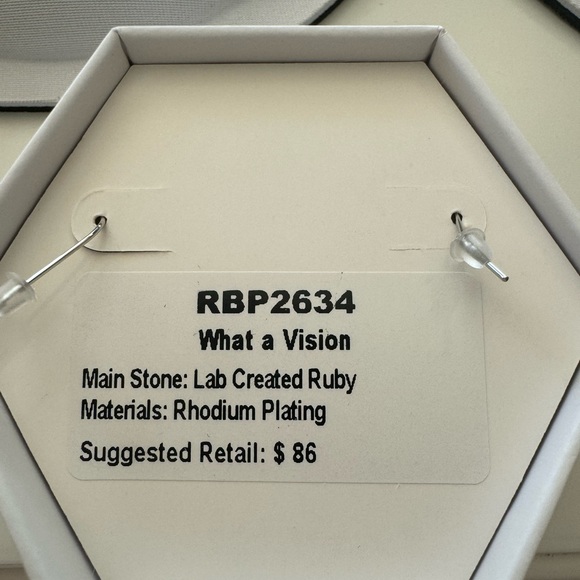 RBP2634
What a Vision
Main Stone: Lab Created Ruby
Materials: Rhodium Plating
Suggested Retail: $ 86